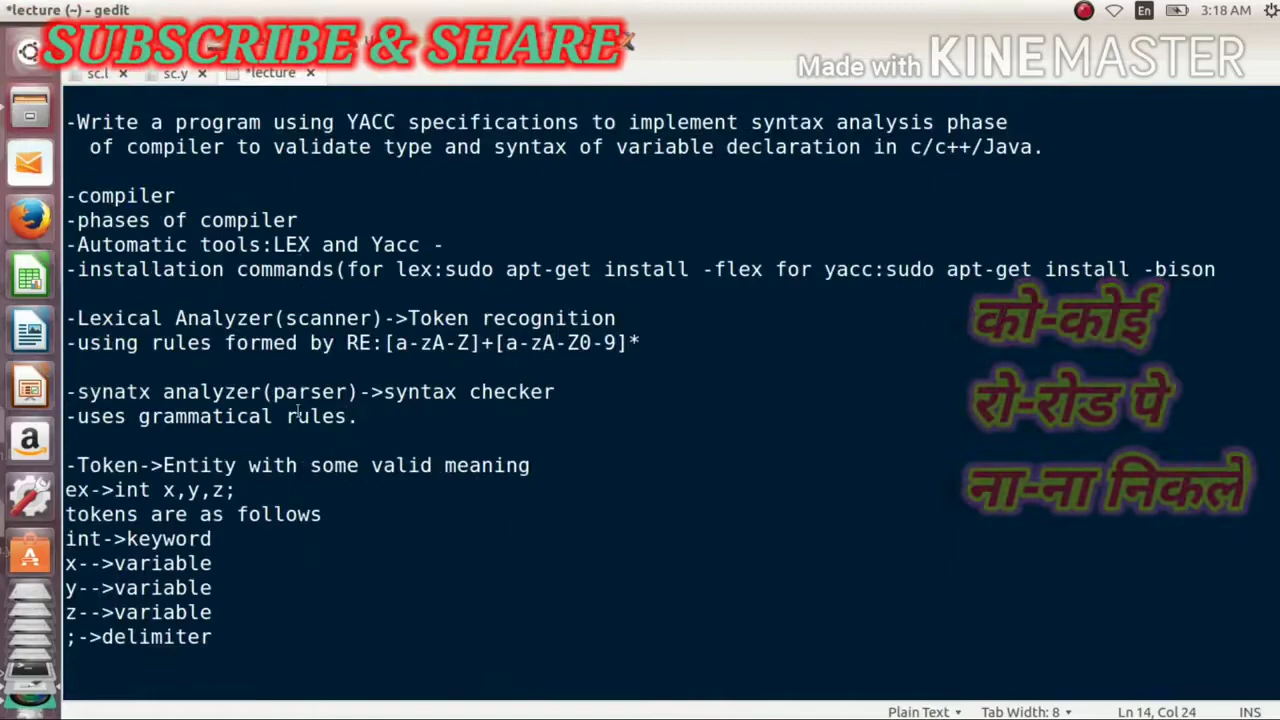 *lecture (~) - gedit
En
3:18 AM
SUBSCRIBE & SHARE
Made with KINEMASTER
sc.l
sc.y
*lecture
-Write a program using YACC specifications to implement syntax analysis phase
of compiler to validate type and syntax of variable declaration in c/c++/Java.
-compiler
-phases of compiler
-Automatic tools:LEX and Yacc -
-installation commands(for lex:sudo apt-get install -flex for yacc:sudo apt-get install -bison
-Lexical Analyzer(scanner)->Token recognition
-using rules formed by RE:[a-zA-Z]+[a-zA-Z0-9]*
-synatx analyzer(parser)->syntax checker
-uses grammatical rules.
-Token->Entity with some valid meaning
ex->int x,y,z;
tokens are as follows
int->keyword
x-->variable
y-->variable
z-->variable
;->delimiter
को-कोई
रो-रोड पे
ना-ना निकले
Plain Text
Tab Width: 8
Ln 14, Col 24
INS